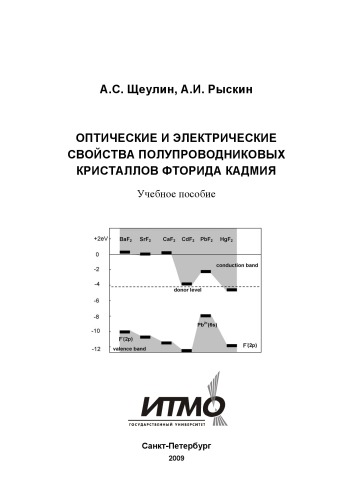 А.С. Щеулин, А.И. Рыскин
ОПТИЧЕСКИЕ И ЭЛЕКТРИЧЕСКИЕ
СВОЙСТВА ПОЛУПРОВОДНИКОВЫХ
КРИСТАЛЛОВ ФТОРИДА КАДМИЯ
Учебное пособие
+2eV BaF₂ SrF₂ CaF₂ CdF₂ PbF₂ HgF₂
0
conduction band
-2
-4
donor level
-6
-8
Pb²⁺(6s)
-10
F⁻(2p)
F⁻(2p)
valence band
-12
ИТМО
ГОСУДАРСТВЕННЫЙ УНИВЕРСИТЕТ
Санкт-Петербург
2009